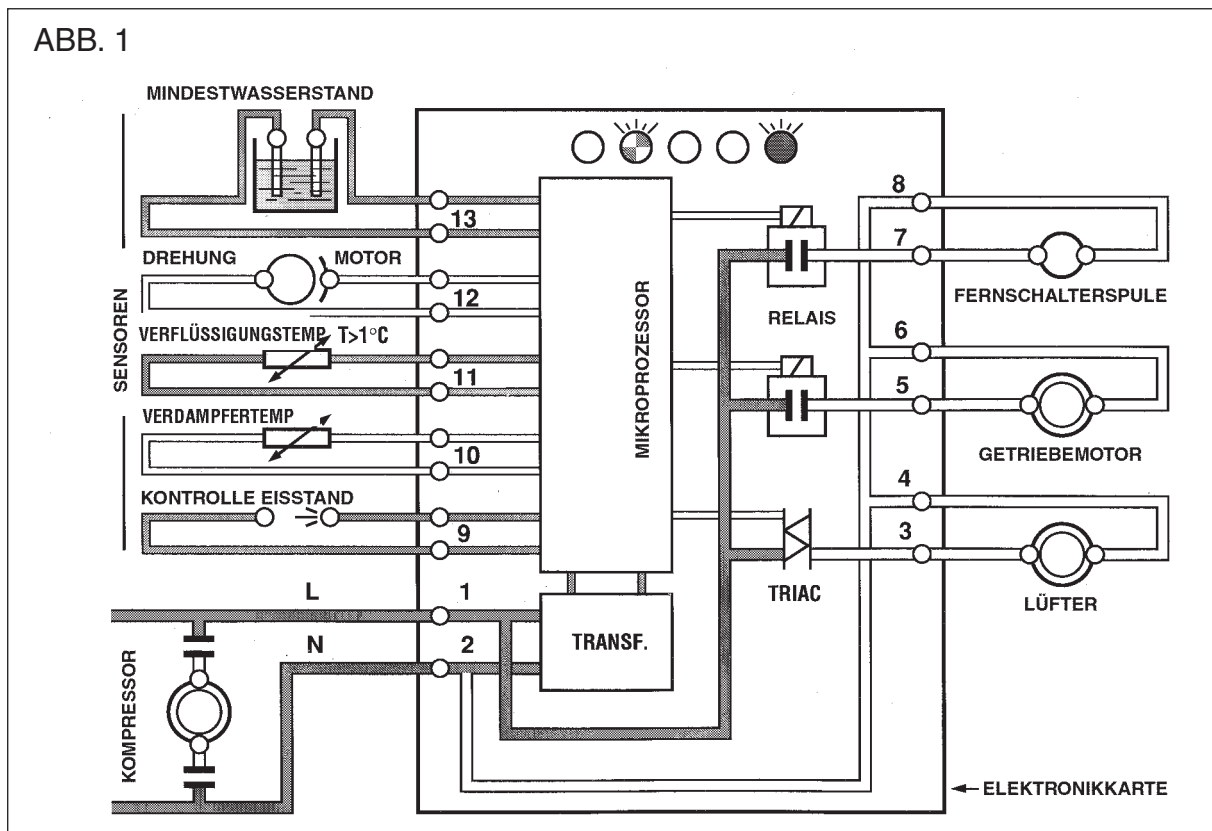 ABB. 1
MINDESTWASSERSTAND
13
DREHUNG MOTOR
12
SENSOREN
VERFLÜSSIGUNGSTEMP T>1°C
11
VERDAMPFERTEMP
10
KONTROLLE EISSTAND
9
L 1
N 2
KOMPRESSOR
MIKROPROZESSOR
TRANSF.
RELAIS
TRIAC
8
7
FERNSCHALTERSPULE
6
5
GETRIEBEMOTOR
4
3
LÜFTER
ELEKTRONIKKARTE